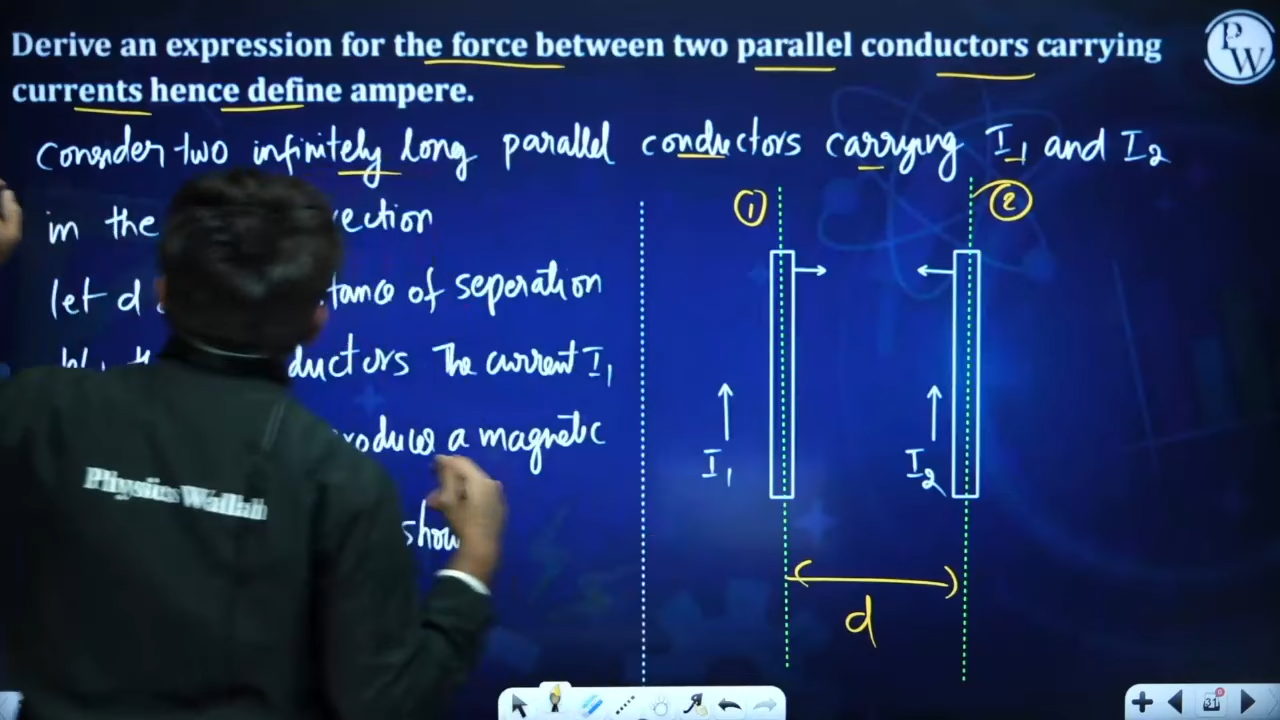 Derive an expression for the force between two parallel conductors carrying
currents hence define ampere.
PW
Consider two infinitely long parallel conductors carrying I1 and I2
in the ection
let d tance of seperation
ductors The current I1
roduces a magnetic
show
1
2
I1
I2
d
Physics Wallah
31